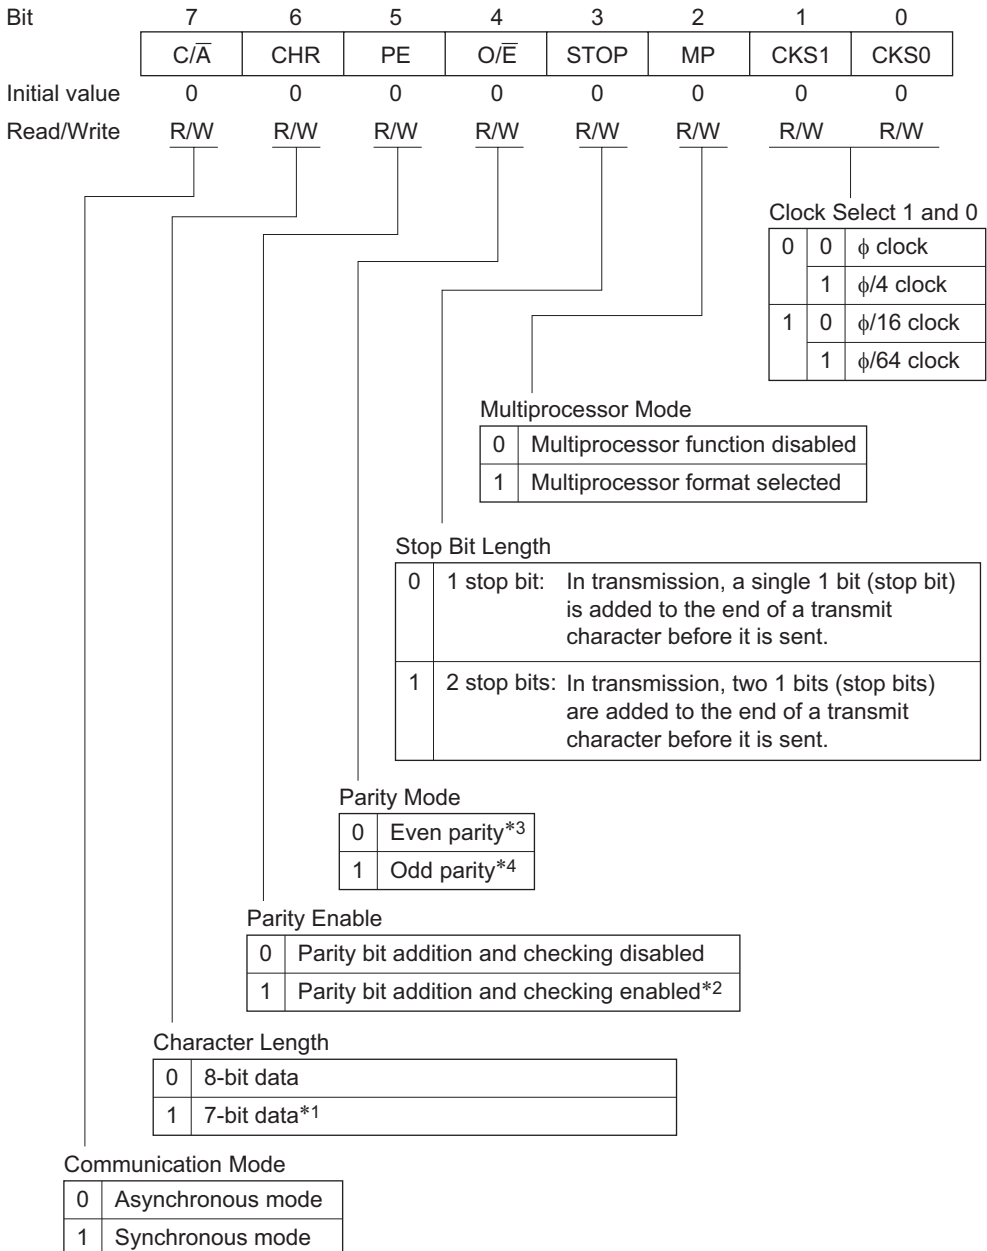 Bit 7 6 5 4 3 2 1 0
C/A̅ CHR PE O/E̅ STOP MP CKS1 CKS0
Initial value 0 0 0 0 0 0 0 0
Read/Write R/W R/W R/W R/W R/W R/W R/W R/W
Clock Select 1 and 0
0 0 ϕ clock
1 ϕ/4 clock
1 0 ϕ/16 clock
1 ϕ/64 clock
Multiprocessor Mode
0 Multiprocessor function disabled
1 Multiprocessor format selected
Stop Bit Length
0 1 stop bit: In transmission, a single 1 bit (stop bit)
is added to the end of a transmit
character before it is sent.
1 2 stop bits: In transmission, two 1 bits (stop bits)
are added to the end of a transmit
character before it is sent.
Parity Mode
0 Even parity*3
1 Odd parity*4
Parity Enable
0 Parity bit addition and checking disabled
1 Parity bit addition and checking enabled*2
Character Length
0 8-bit data
1 7-bit data*1
Communication Mode
0 Asynchronous mode
1 Synchronous mode